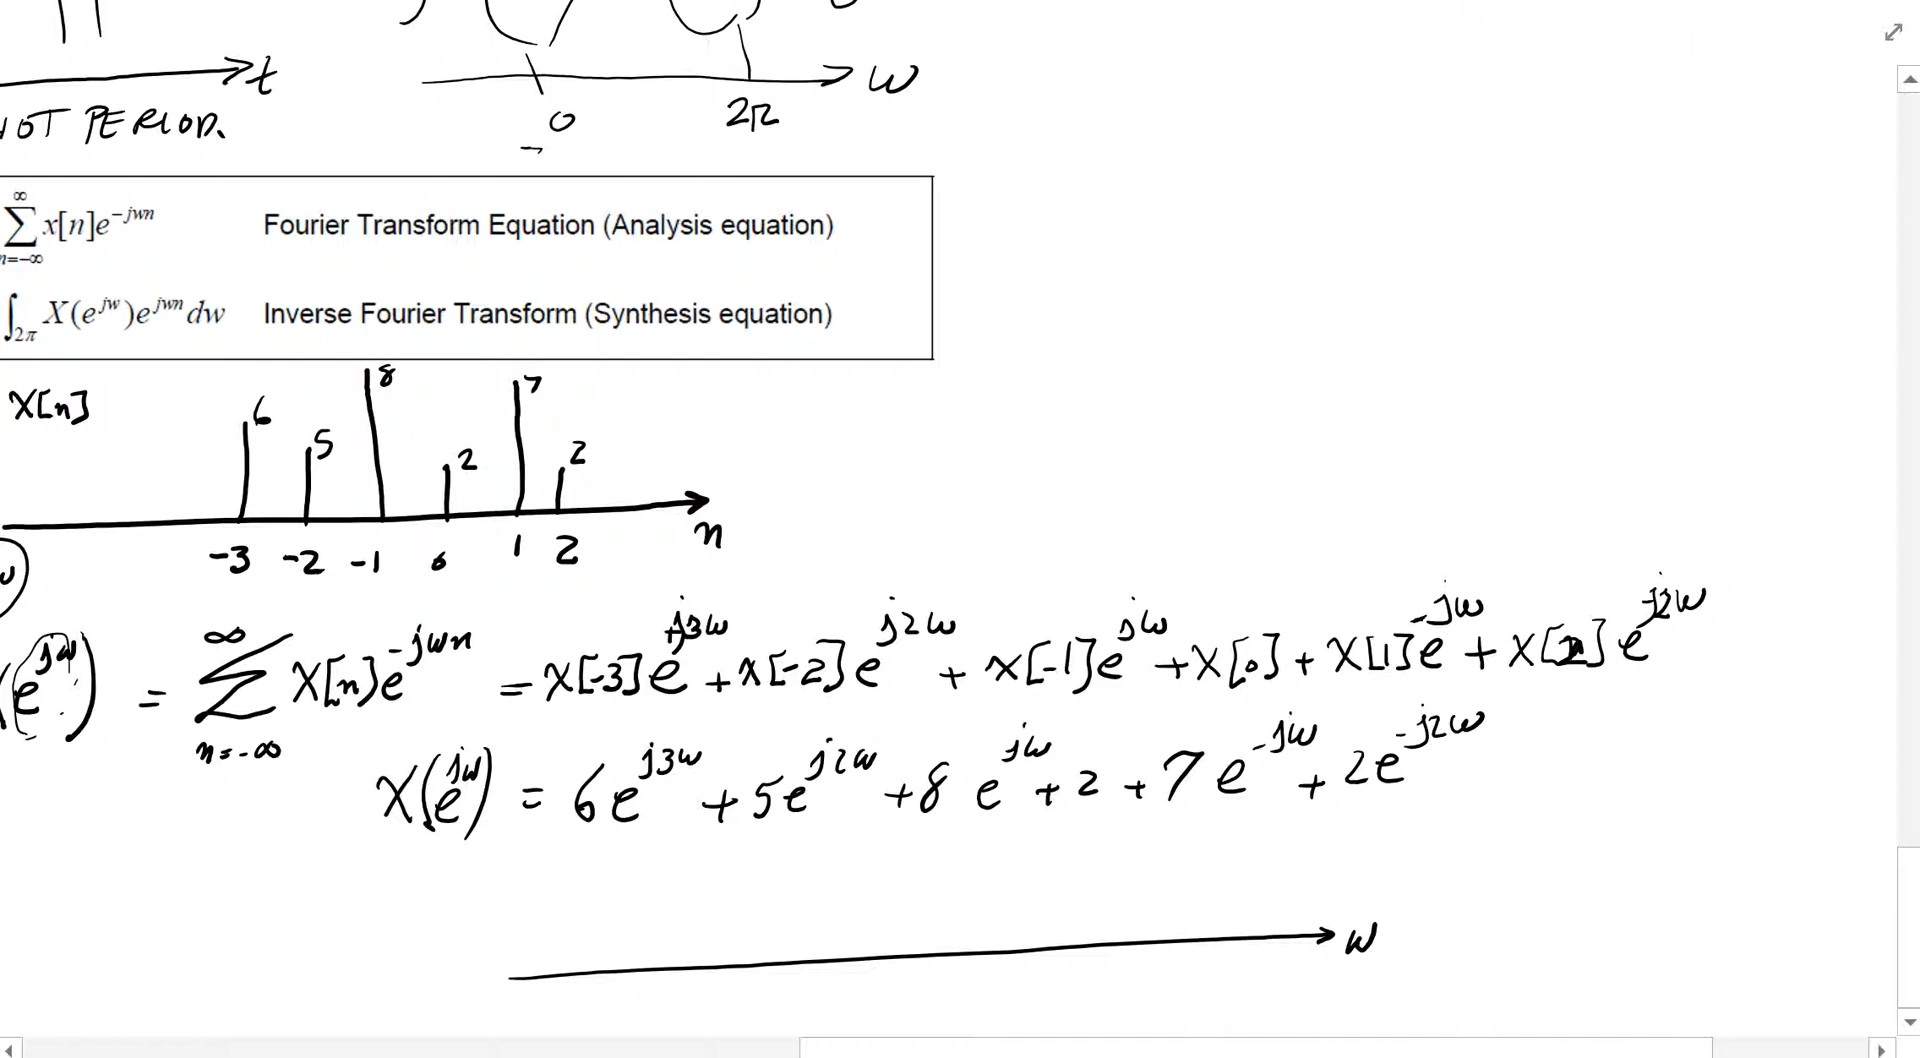 t
ω
0
2π
NOT PERIOD.
∞
∑ x[n]e^{-jwn} Fourier Transform Equation (Analysis equation)
n=-∞
∫_{2π} X(e^{jw})e^{jwn}dw Inverse Fourier Transform (Synthesis equation)
X[n]
6 5 8 2 7 2
-3 -2 -1 0 1 2 n
X(e^{jω}) = ∑_{n=-∞}^{∞} X[n]e^{-jωn} = X[-3]e^{+j3ω} + X[-2]e^{j2ω} + X[-1]e^{jω} + X[0] + X[1]e^{-jω} + X[2]e^{-j2ω}
X(e^{jω}) = 6e^{j3ω} + 5e^{j2ω} + 8e^{jω} + 2 + 7e^{-jω} + 2e^{-j2ω}
ω